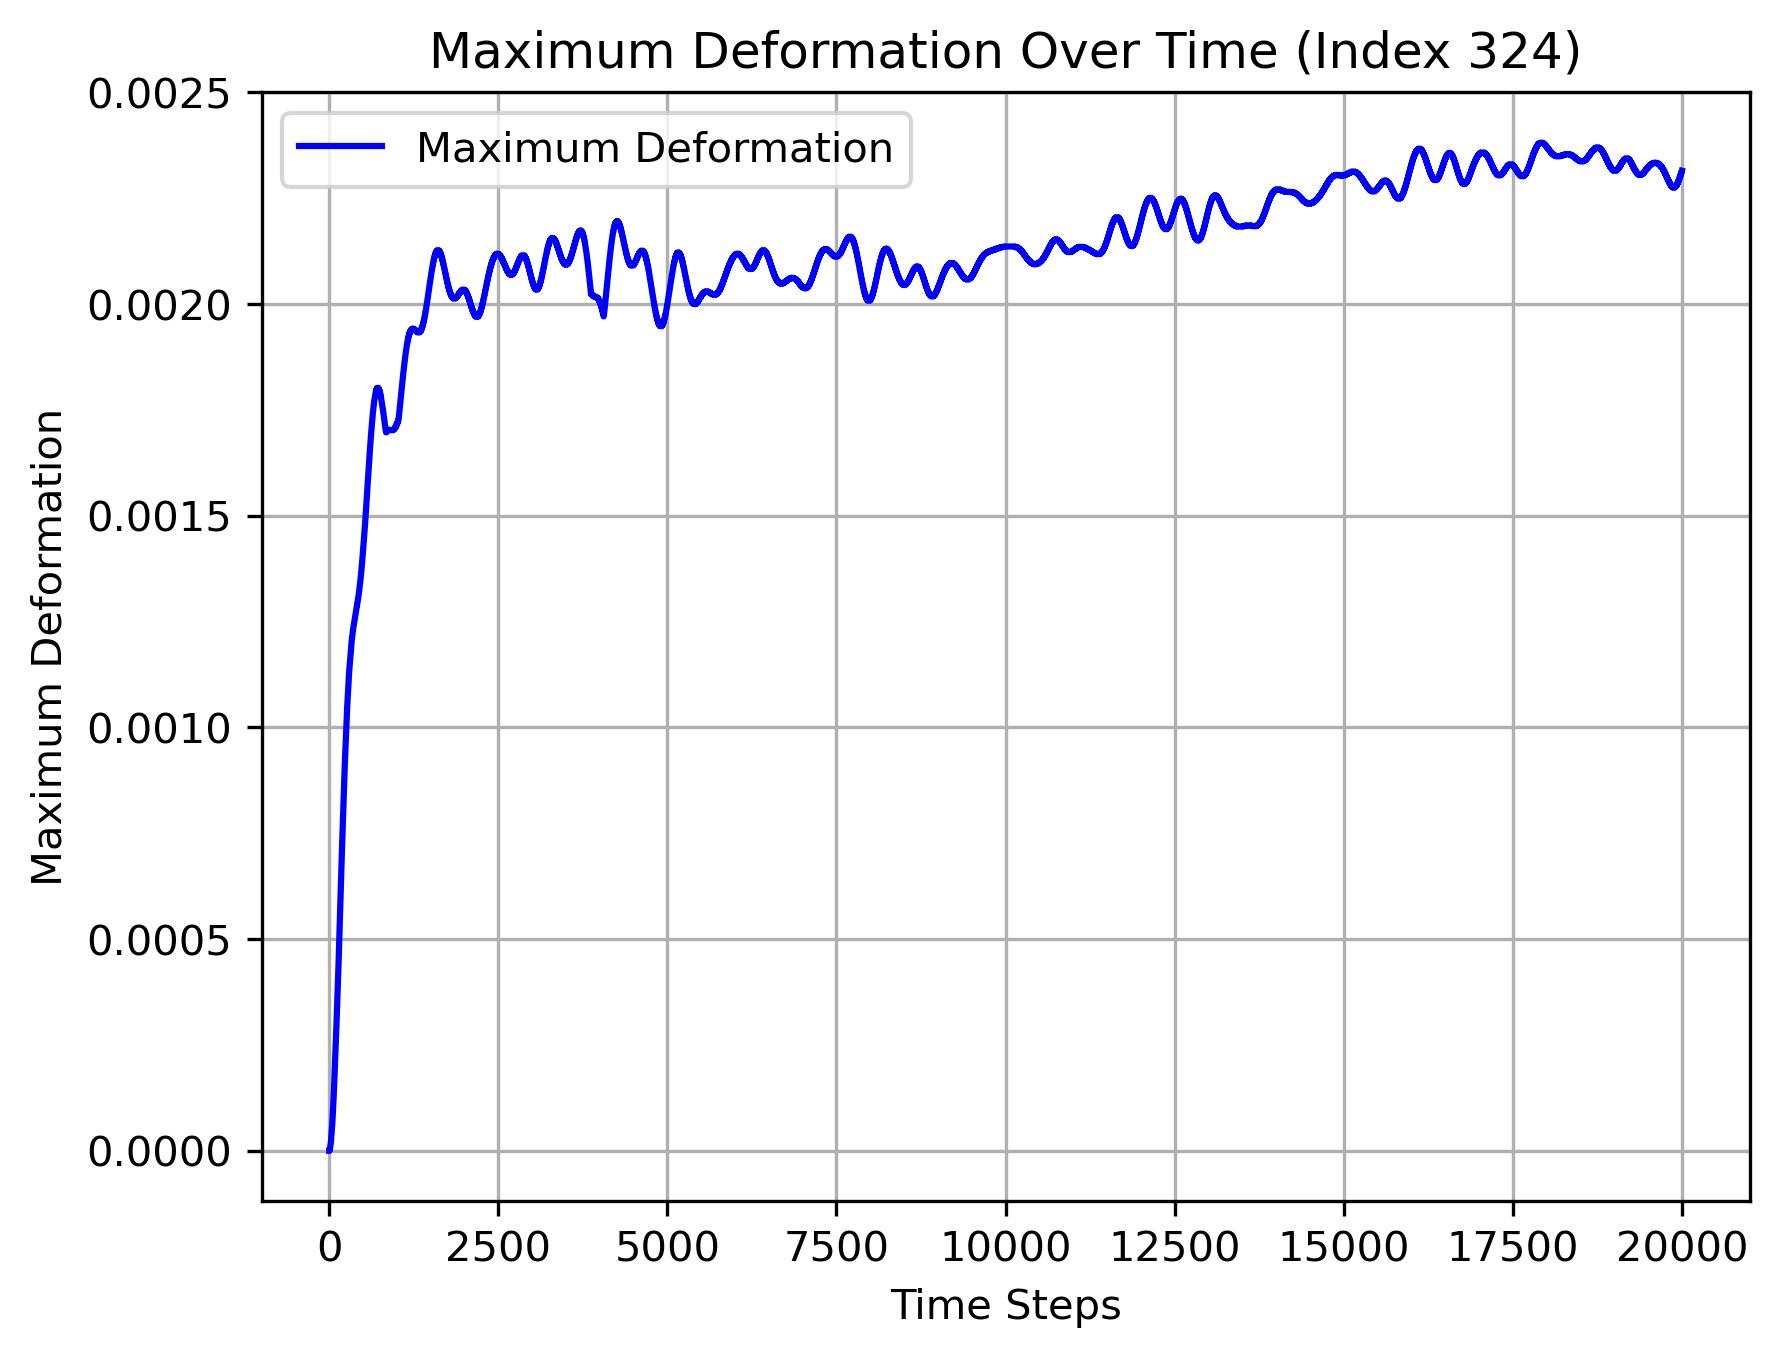 Maximum Deformation Over Time (Index 324)
Maximum Deformation
Maximum Deformation
0.0025
0.0020
0.0015
0.0010
0.0005
0.0000
0 2500 5000 7500 10000 12500 15000 17500 20000
Time Steps